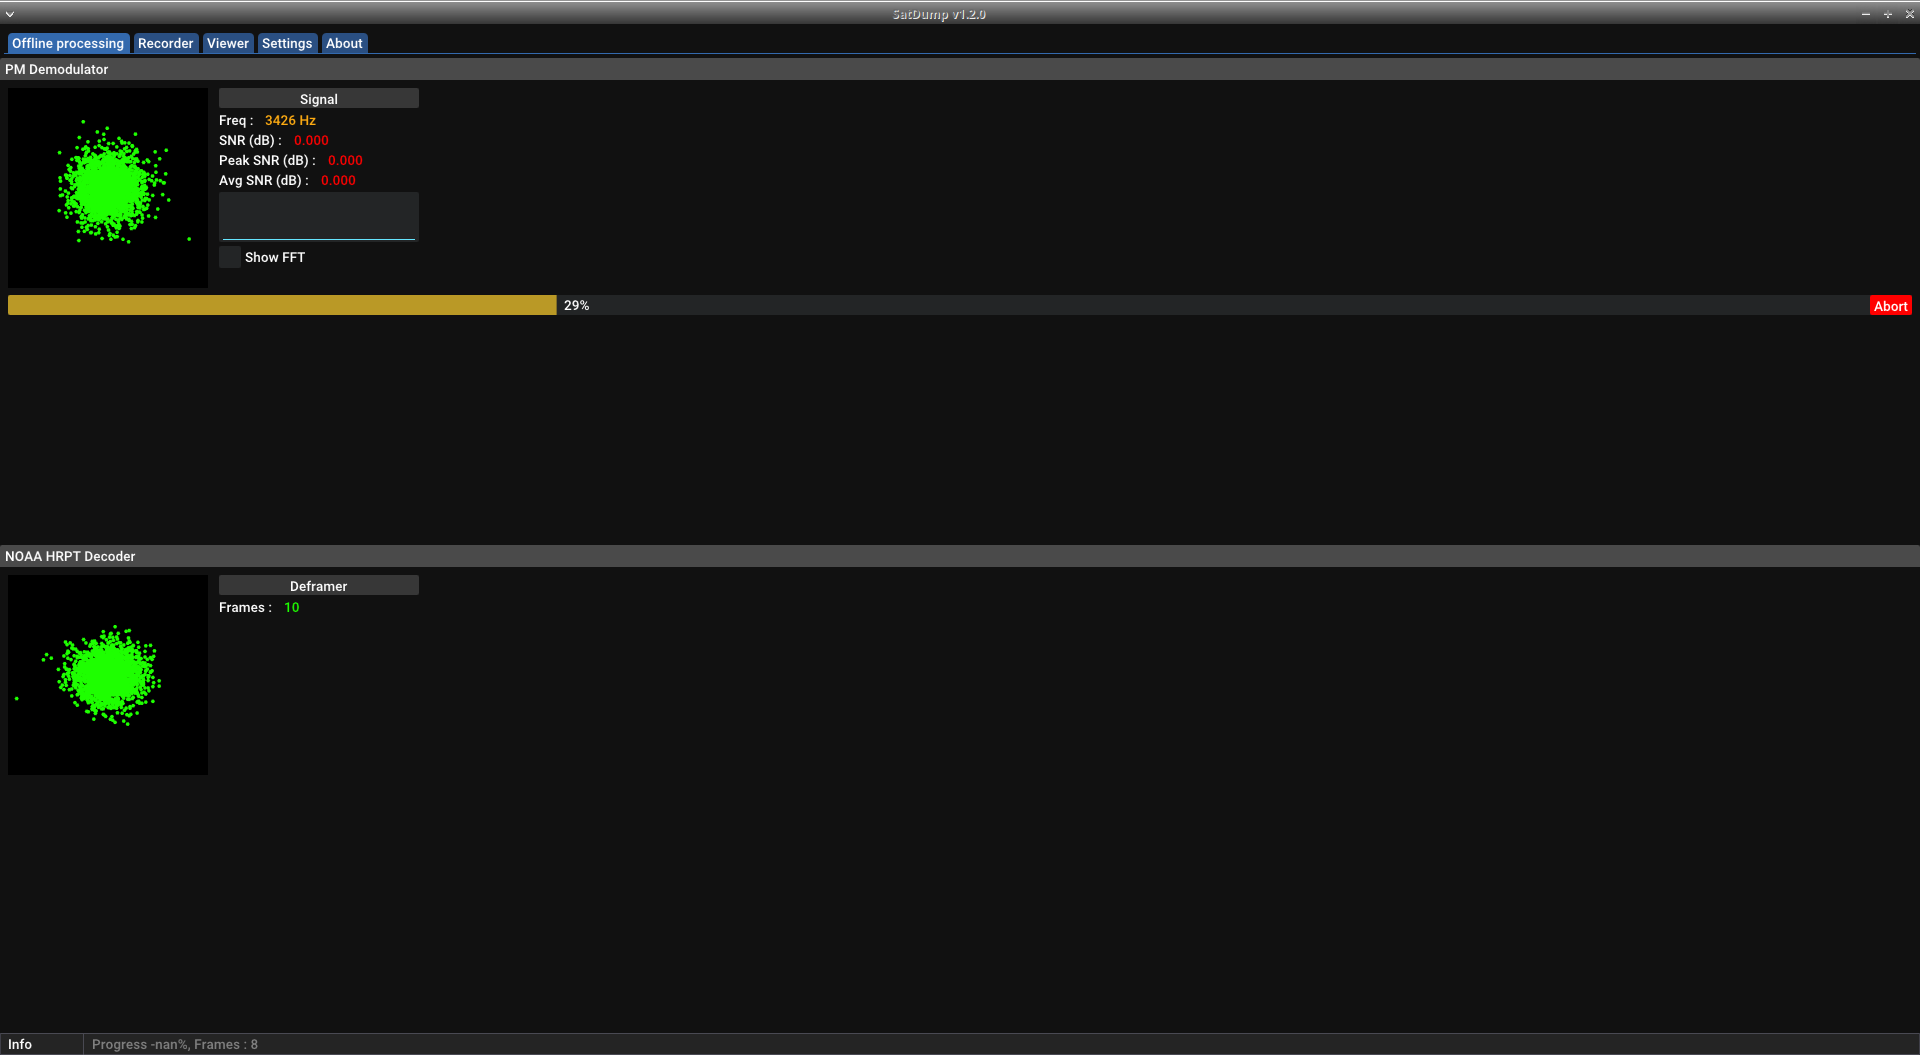 SatDump v1.2.0
Offline processing Recorder Viewer Settings About
PM Demodulator
Signal
Freq : 3426 Hz
SNR (dB) : 0.000
Peak SNR (dB) : 0.000
Avg SNR (dB) : 0.000
Show FFT
29%
Abort
NOAA HRPT Decoder
Deframer
Frames : 10
Info Progress -nan%, Frames : 8